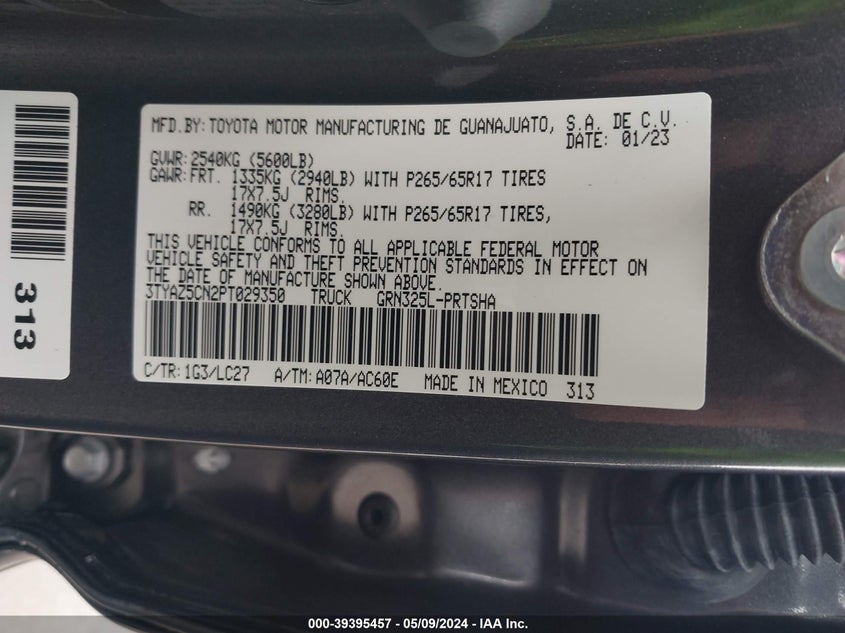 MFD.BY: TOYOTA MOTOR MANUFACTURING DE GUANAJUATO, S.A. DE C.V.
DATE: 01/23
GVWR: 2540KG (5600LB)
GAWR: FRT. 1335KG (2940LB) WITH P265/65R17 TIRES
17X7.5J RIMS.
RR. 1490KG (3280LB) WITH P265/65R17 TIRES,
17X7.5J RIMS.
THIS VEHICLE CONFORMS TO ALL APPLICABLE FEDERAL MOTOR
VEHICLE SAFETY AND THEFT PREVENTION STANDARDS IN EFFECT ON
THE DATE OF MANUFACTURE SHOWN ABOVE.
3TYAZ5CN2PT029350 TRUCK GRN325L-PRTSHA
C/TR: 1G3/LC27 A/TM: A07A/AC60E MADE IN MEXICO 313
313
000-39395457 - 05/09/2024 - IAA Inc.